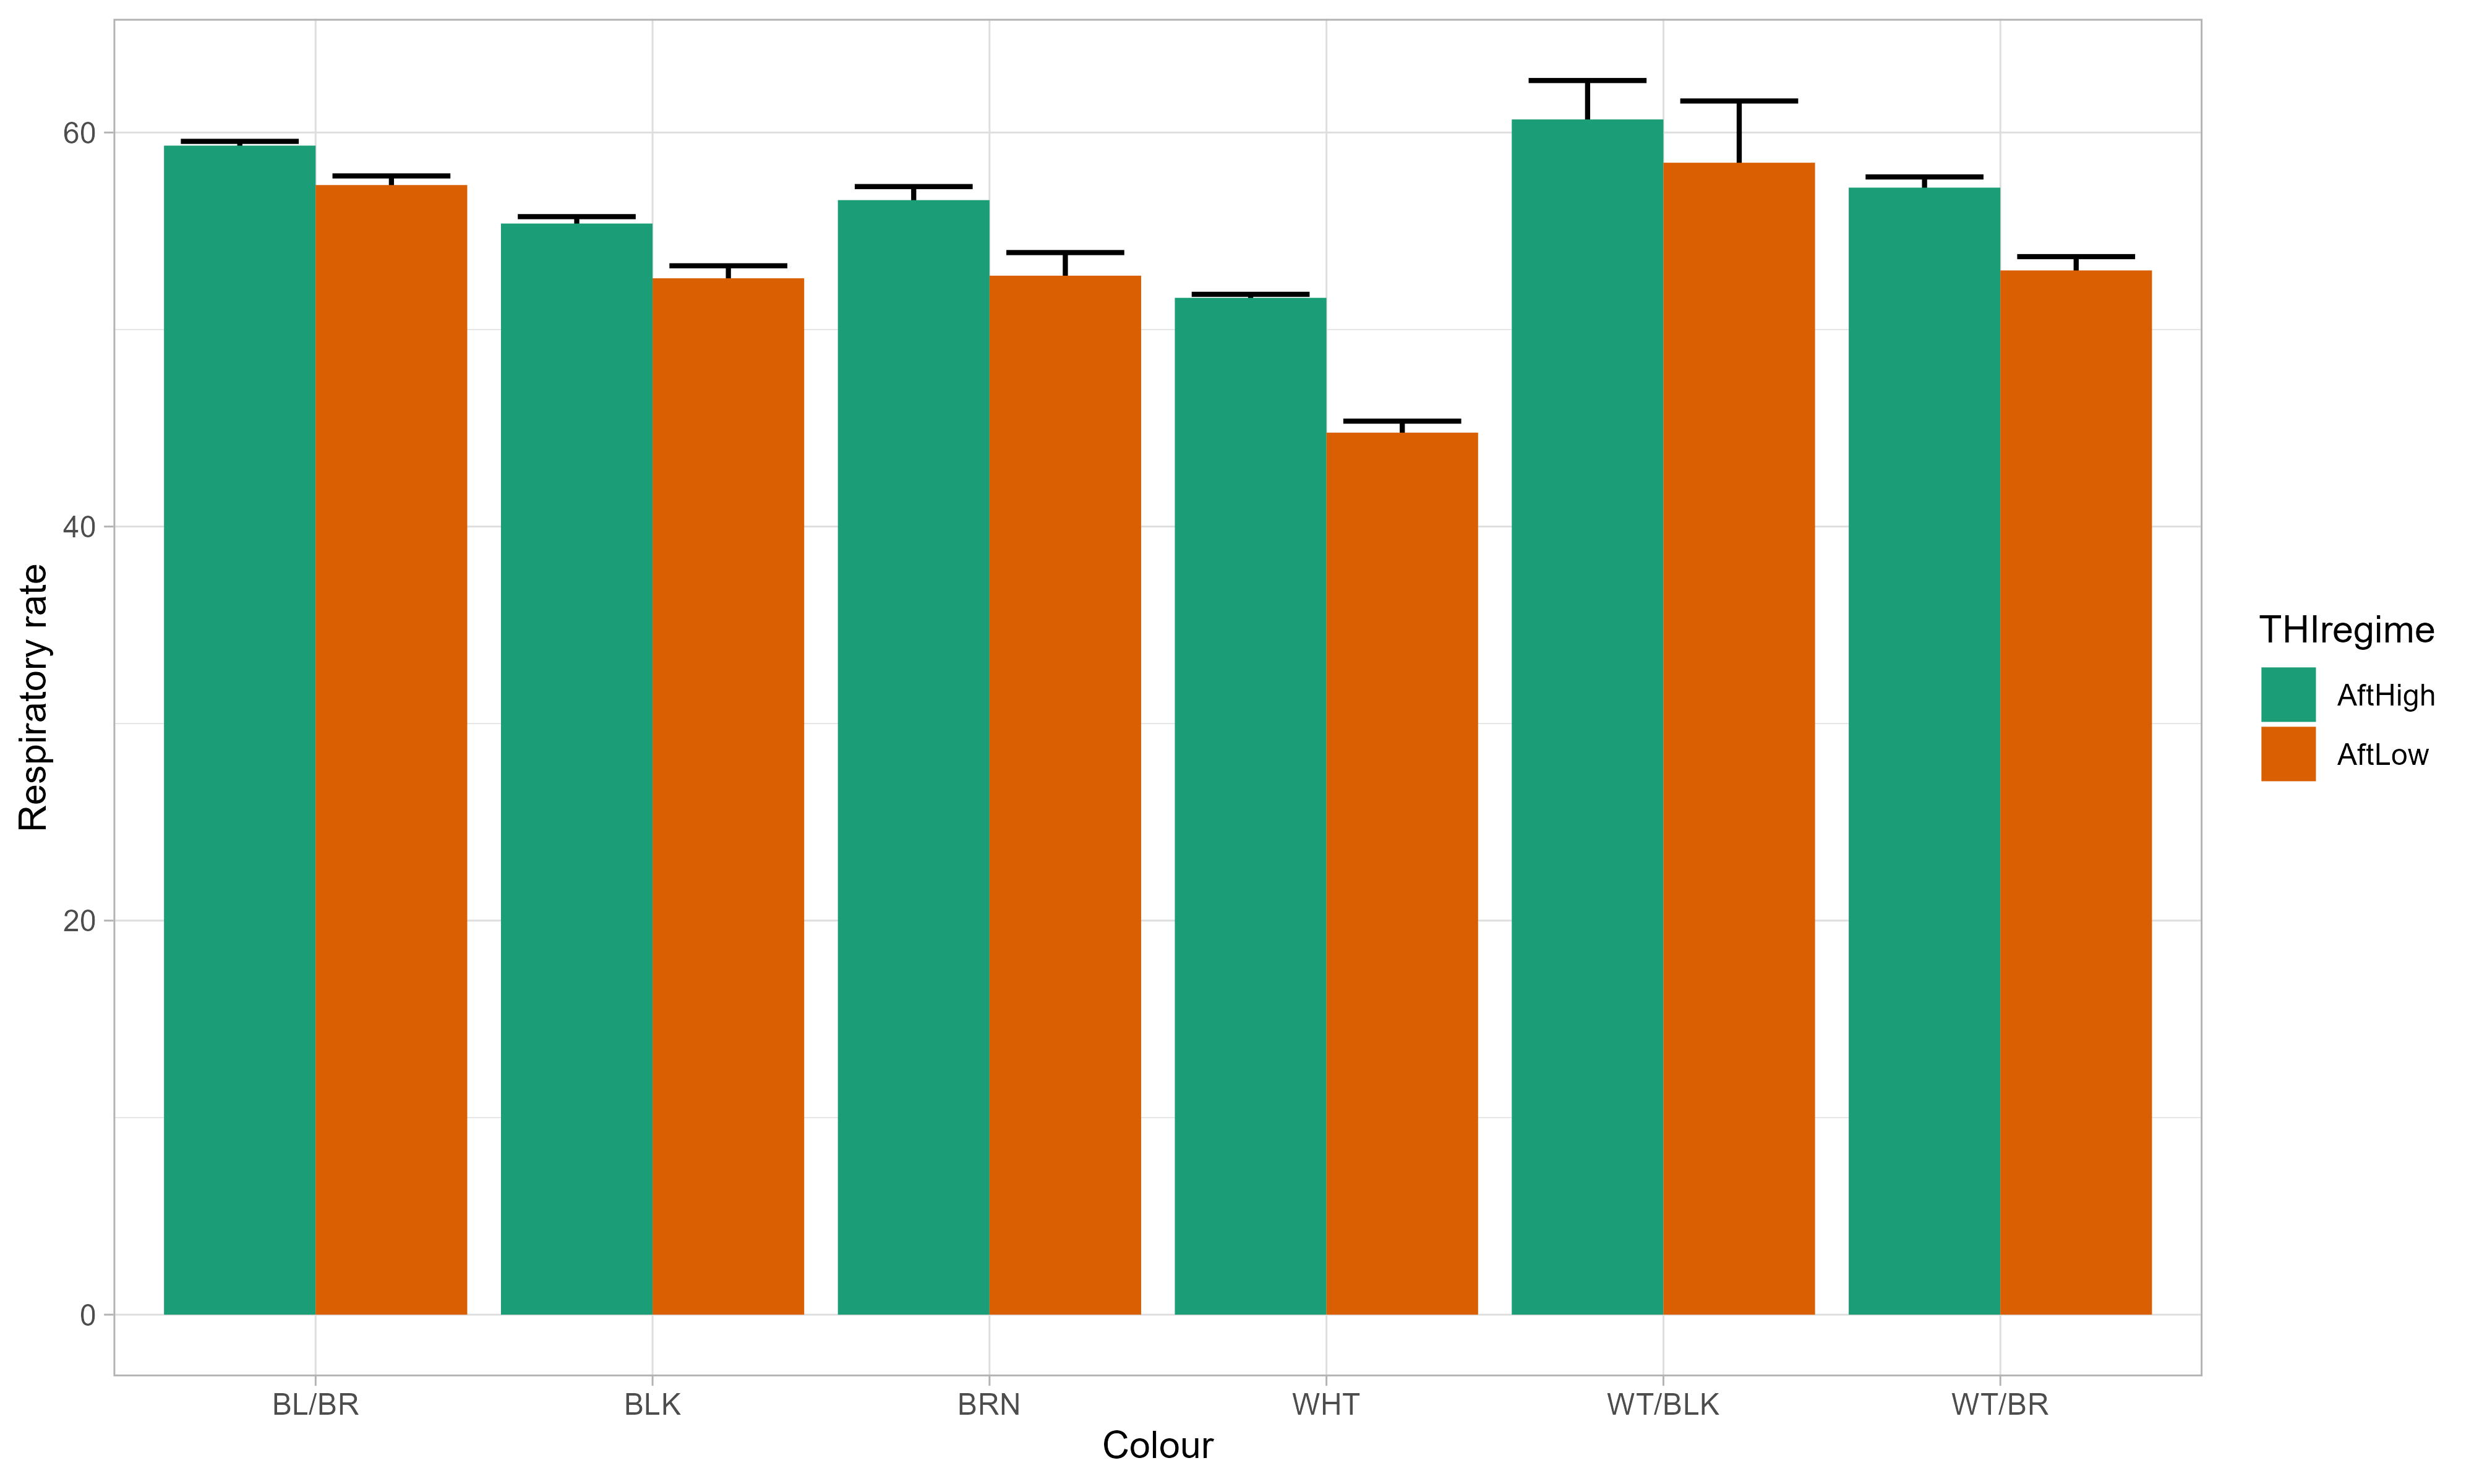 60
40
20
0
Respiratory rate
BL/BR BLK BRN WHT WT/BLK WT/BR
Colour
THIregime
AftHigh
AftLow